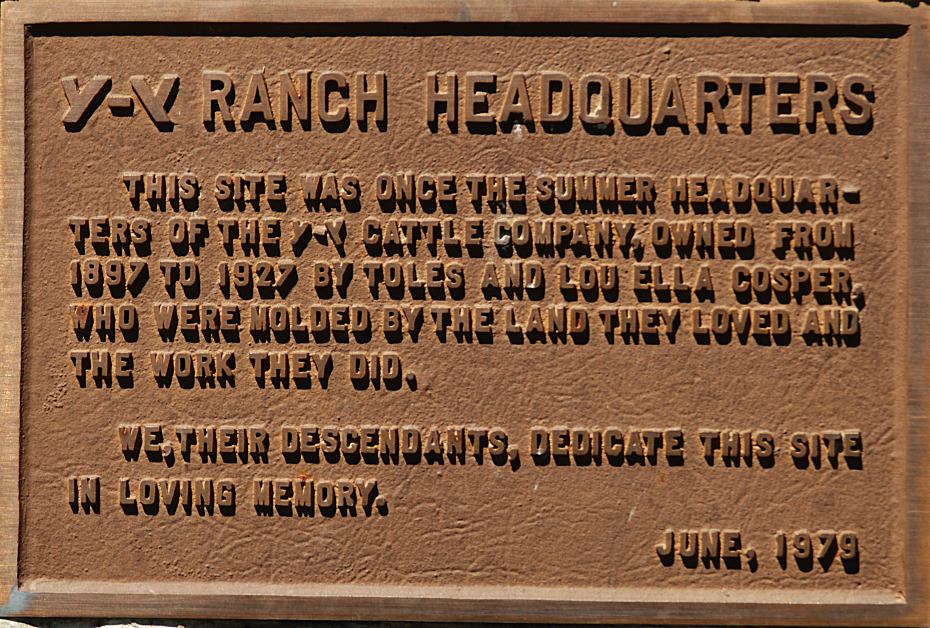 Y-Y RANCH HEADQUARTERS
THIS SITE WAS ONCE THE SUMMER HEADQUAR-
TERS OF THE Y-Y CATTLE COMPANY, OWNED FROM
1897 TO 1927 BY TOLES AND LOU ELLA COSPER,
WHO WERE MOLDED BY THE LAND THEY LOVED AND
THE WORK THEY DID.
WE, THEIR DESCENDANTS, DEDICATE THIS SITE
IN LOVING MEMORY.
JUNE, 1979